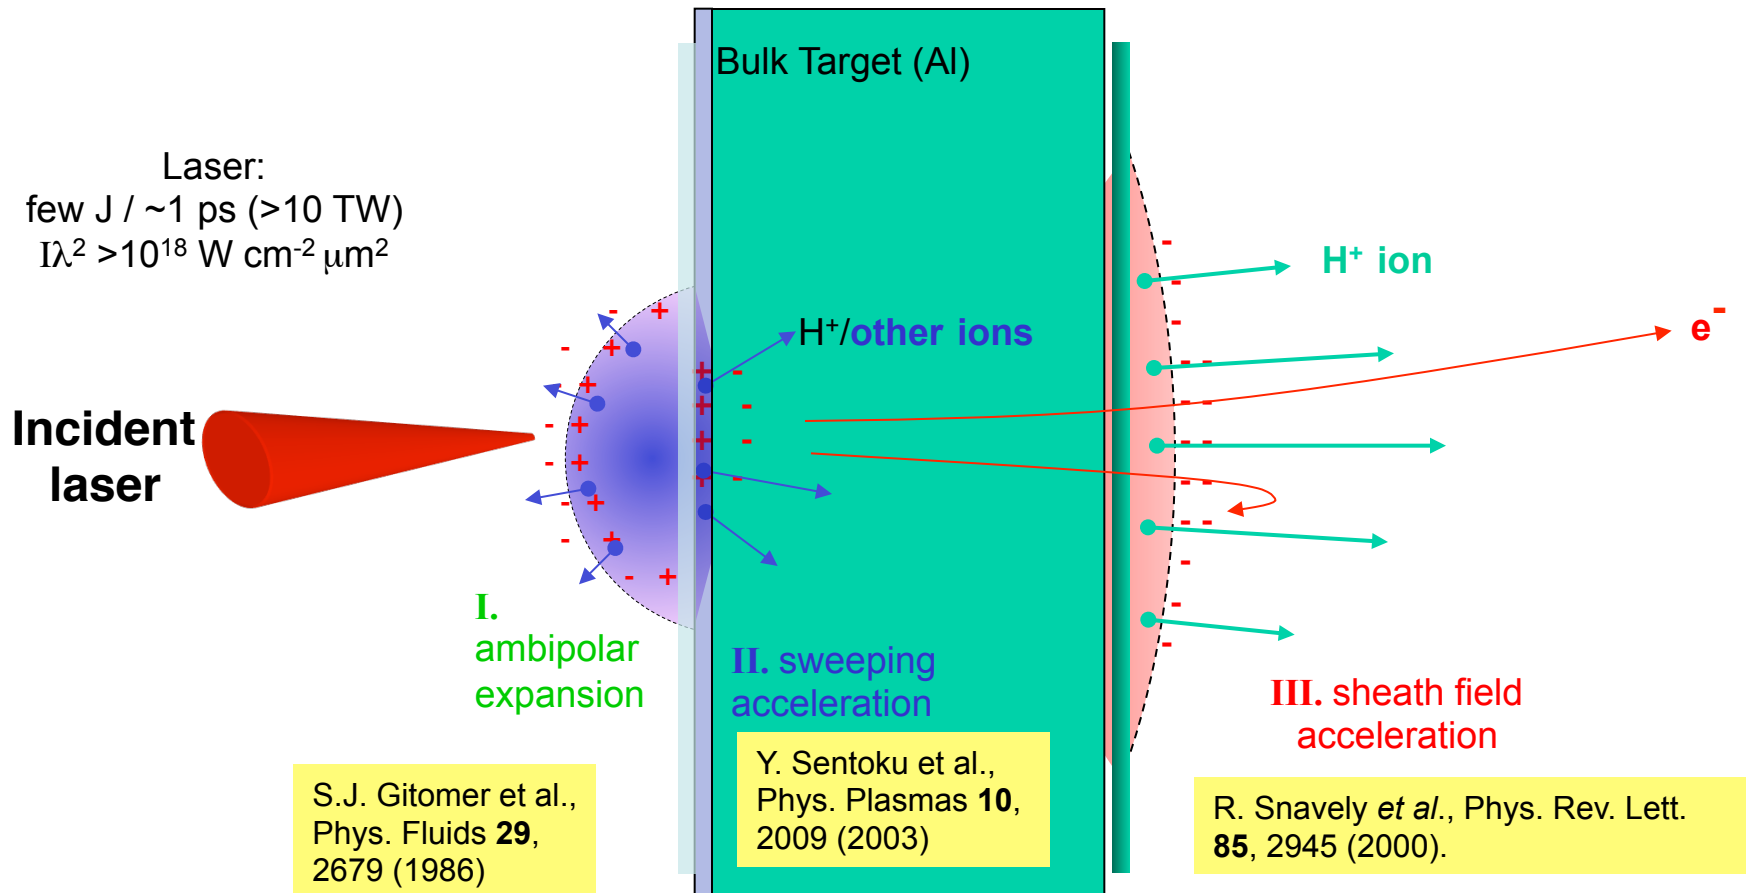 Bulk Target (Al)
Laser:
few J / ~1 ps (>10 TW)
Iλ² >10¹⁸ W cm⁻² μm²
H⁺ ion
H⁺/other ions
e⁻
Incident
laser
I.
ambipolar
expansion
II. sweeping
acceleration
III. sheath field
acceleration
S.J. Gitomer et al.,
Phys. Fluids 29,
2679 (1986)
Y. Sentoku et al.,
Phys. Plasmas 10,
2009 (2003)
R. Snavely et al., Phys. Rev. Lett.
85, 2945 (2000).